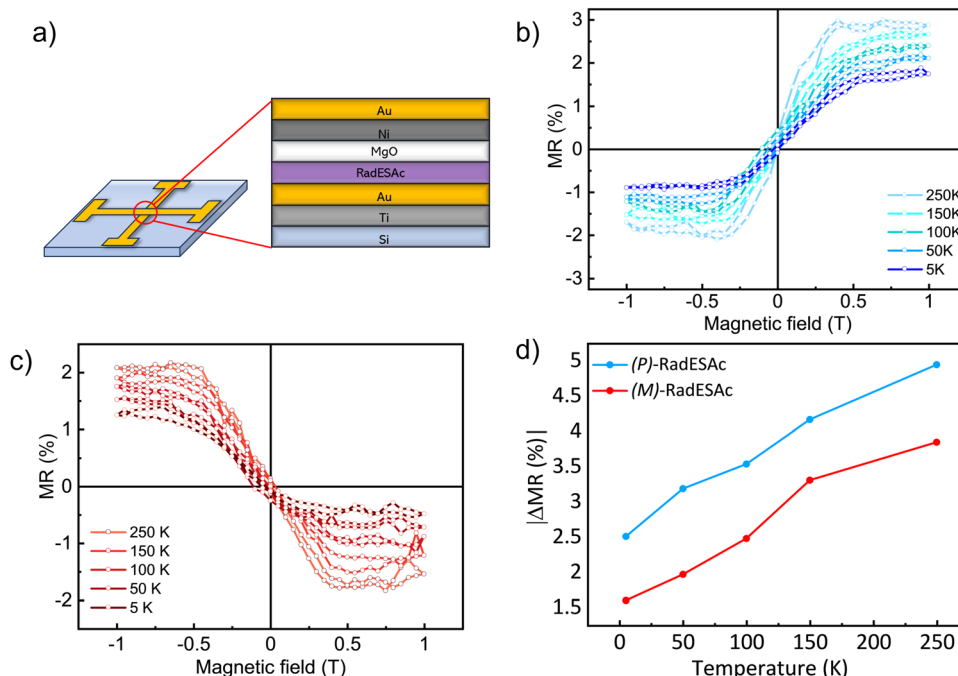 a)
Au
Ni
MgO
RadESAc
Au
Ti
Si
b)
MR (%)
3
2
1
0
-1
-2
-3
250K
150K
100K
50K
5K
-1 -0.5 0 0.5 1
Magnetic field (T)
c)
MR (%)
2
1
0
-1
-2
250 K
150 K
100 K
50 K
5 K
-1 -0.5 0 0.5 1
Magnetic field (T)
d)
|ΔMR (%)|
5
4.5
4
3.5
3
2.5
2
1.5
(P)-RadESAc
(M)-RadESAc
0 50 100 150 200 250
Temperature (K)